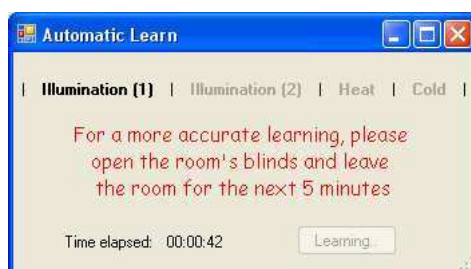 Automatic Learn
| Illumination (1) | Illumination (2) | Heat | Cold |
For a more accurate learning, please
open the room's blinds and leave
the room for the next 5 minutes
Time elapsed: 00:00:42 Learning..